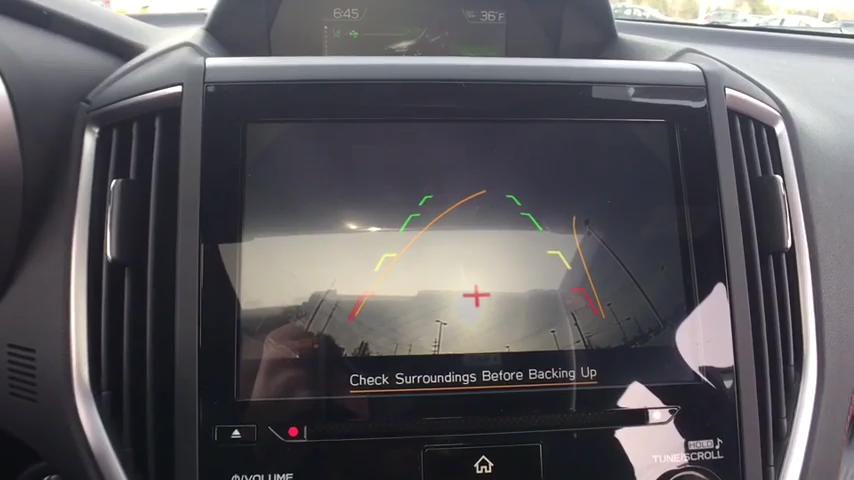 6:45
36°F
Check Surroundings Before Backing Up
HOLD
/VOLUME
TUNE/SCROLL